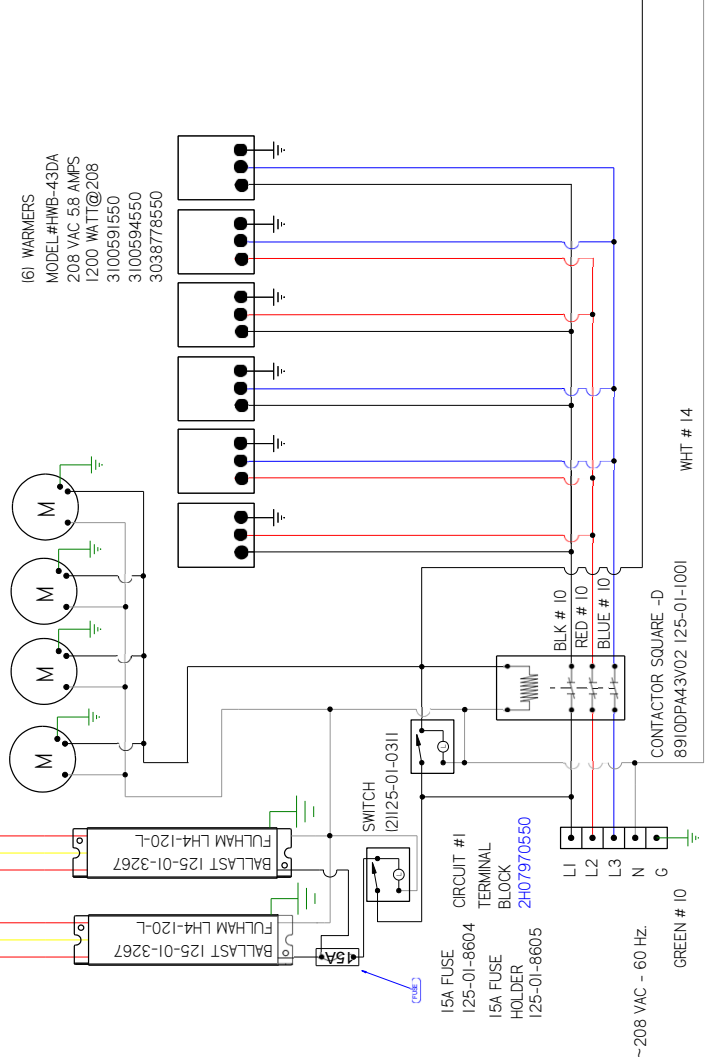 (6) WARMERS
MODEL#HWB-43DA
208 VAC 5.8 AMPS
1200 WATT@208
3100591550
3100594550
3038778550
M
M
M
M
BALLAST 125-01-3267
FULHAM LH4-120-L
BALLAST 125-01-3267
FULHAM LH4-120-L
15A
FUSE
SWITCH
(2)125-01-0311
L
L
15A FUSE
125-01-8604
15A FUSE
HOLDER
125-01-8605
CIRCUIT #1
TERMINAL
BLOCK
2H07970550
BLK # 10
RED # 10
BLUE # 10
CONTACTOR SQUARE -D
8910DPA43V02 125-01-1001
WHT # 14
L1
L2
L3
N
G
GREEN # 10
~208 VAC - 60 HZ.